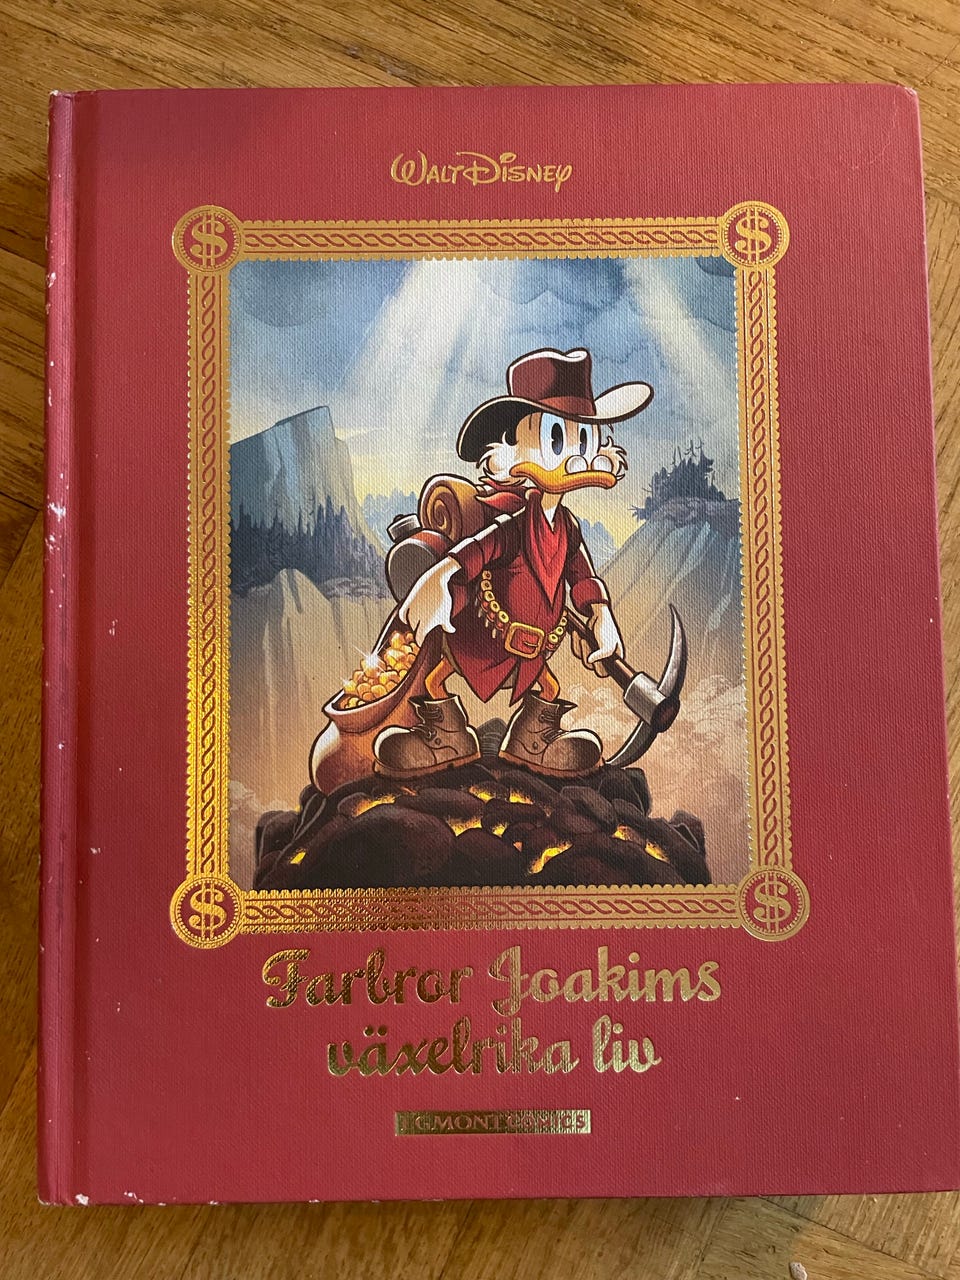 Walt Disney
$ $
$ $
Farbror Joakims
växelrika liv
EGMONT COMICS